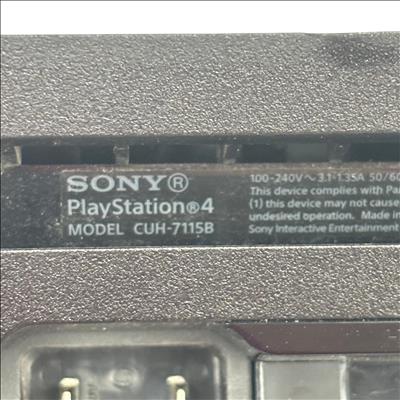 SONY®
PlayStation®4
MODEL CUH-7115B
100-240V ~ 3.1-1.35A 50/60
This device complies with Par
(1) this device may not cause
undesired operation. Made in
Sony Interactive Entertainment